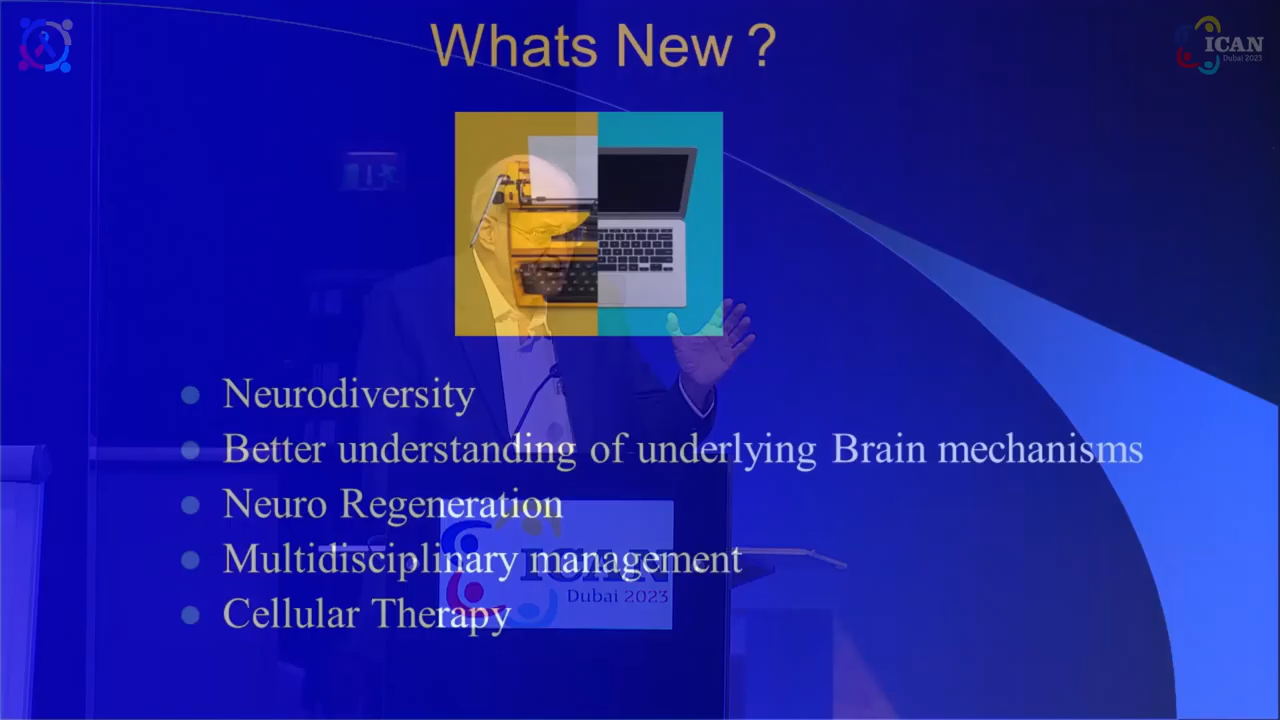 Whats New ?
ICAN
Dubai 2023
Neurodiversity
Better understanding of underlying Brain mechanisms
Neuro Regeneration
Multidisciplinary management
Cellular Therapy
ICAN
Dubai 2023